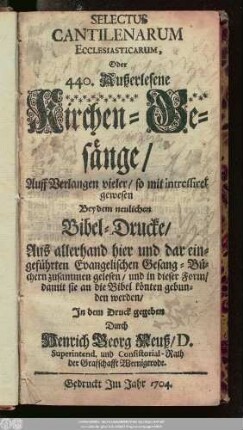 SELECTUS
CANTILENARUM
ECCLESIASTICARUM,
Oder
440. Außerlesene
Kirchen-Ge-
sänge/
Auff Verlangen vieler/ so mit intressiret
gewesen
Beydem neulichen
Bibel-Drucke/
Aus allerhand hier und dar ein-
geführten Evangelischen Gesang-Bü-
chern zusammen gelesen/ und in dieser Form/
damit sie an die Bibel könten gebun-
den werden/
In dem Druck gegeben
Durch
Henrich Georg Neuß/ D.
Superintend. und Consistorial-Rath
der Graffschafft Wernigerode.
Gedruckt Im Jahr 1704.